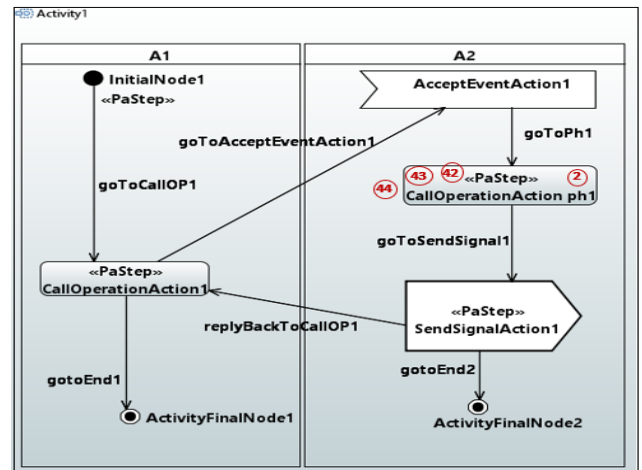 Activity1
A1
A2
InitialNode1
«PaStep»
AcceptEventAction1
goToAcceptEventAction1
goToPh1
goToCallOP1
44
43
42
«PaStep»
2
CallOperationAction ph1
goToSendSignal1
«PaStep»
CallOperationAction1
«PaStep»
SendSignalAction1
replyBackToCallOP1
gotoEnd1
gotoEnd2
ActivityFinalNode1
ActivityFinalNode2